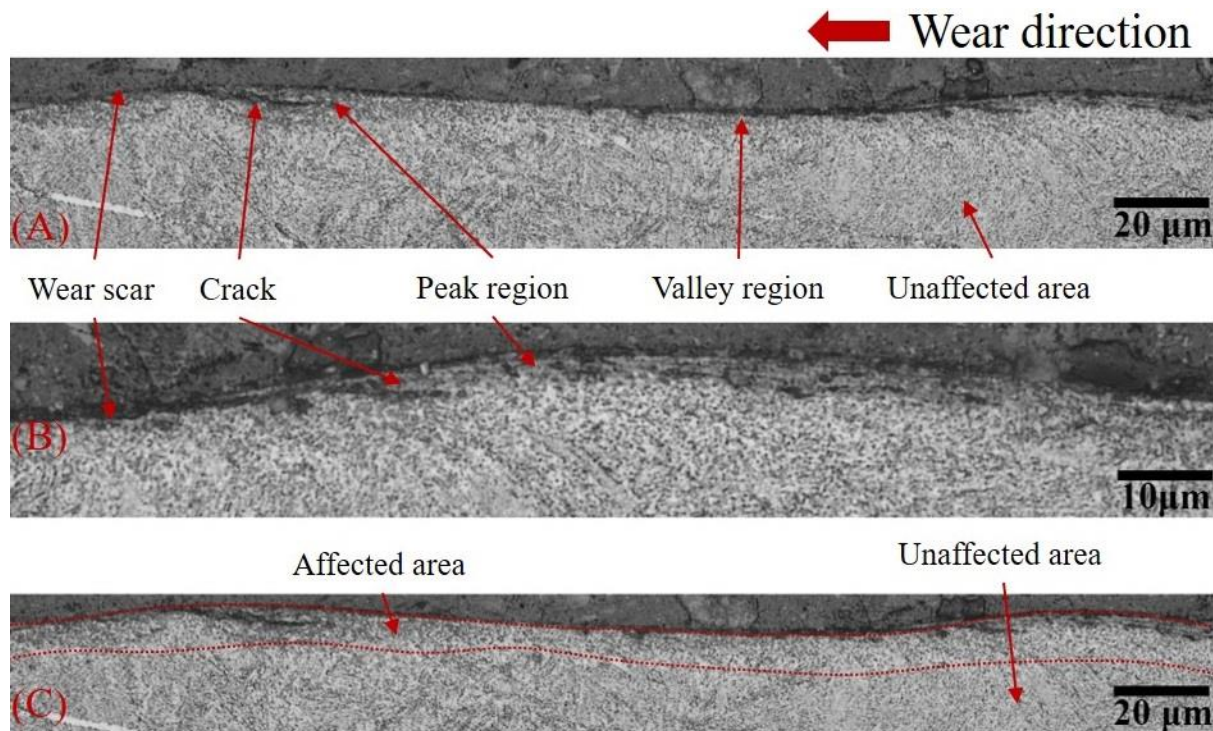 Wear direction
(A)
20 μm
Wear scar
Crack
Peak region
Valley region
Unaffected area
(B)
10μm
Affected area
Unaffected area
(C)
20 μm